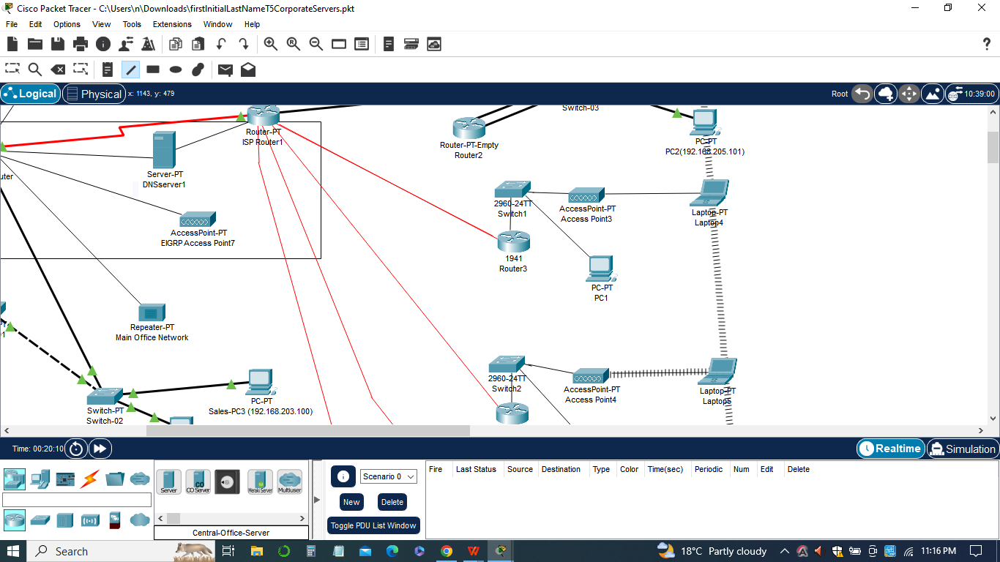 Cisco Packet Tracer - C:\Users\n\Downloads\firstInitialLastNameT5CorporateServers.pkt
File Edit Options View Tools Extensions Window Help
Logical Physical x: 1143, y: 479 Root 10:39:00
Switch-03
Router-PT
ISP Router1
Router-PT-Empty
Router2
PC-PT
PC2(192.168.205.101)
Server-PT
DNSserver1
2960-24TT
Switch1
AccessPoint-PT
Access Point3
Laptop-PT
Laptop4
AccessPoint-PT
EIGRP Access Point7
1941
Router3
PC-PT
PC1
Repeater-PT
Main Office Network
2960-24TT
Switch2
AccessPoint-PT
Access Point4
Laptop-PT
PC-PT
Sales-PC3 (192.168.203.100)
Switch-PT
Switch-02
Time: 00:20:10 Realtime Simulation
Server CO Server Meraki Server Multiuser
Central-Office-Server
Scenario 0
New Delete
Toggle PDU List Window
Fire Last Status Source Destination Type Color Time(sec) Periodic Num Edit Delete
Search 18°C Partly cloudy 11:16 PM